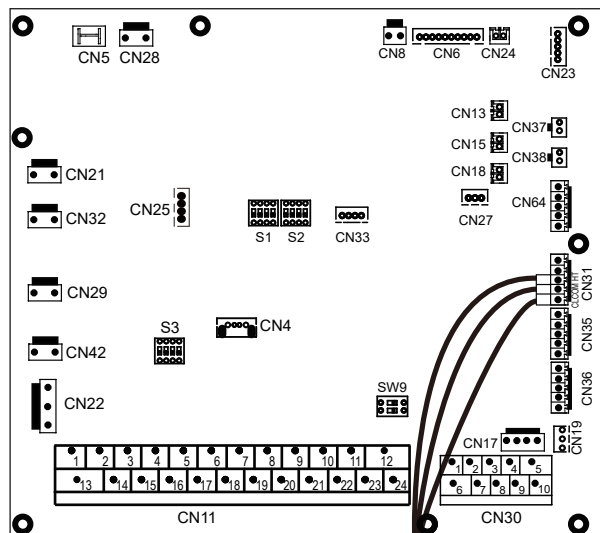 CN5
CN28
CN8
CN6
CN24
CN23
CN13
CN37
CN15
CN38
CN18
CN21
CN32
CN25
S1
S2
CN33
CN27
CN64
CN29
CN31
CL COM HT
CN4
CN35
S3
CN42
CN36
CN22
SW9
CN17
CN19
1 2 3 4 5 6 7 8 9 10 11 12
13 14 15 16 17 18 19 20 21 22 23 24
CN11
1 2 3 4 5
6 7 8 9 10
CN30